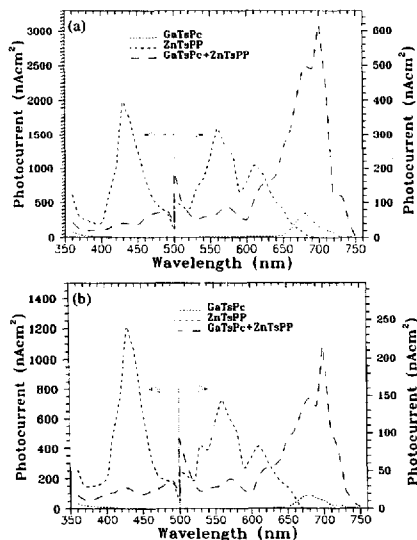 (a)
GaTsPc
ZnTsPP
GaTsPc+ZnTsPP
Photocurrent (nAcm²)
3000
2500
2000
1500
1000
500
0
600
500
400
300
200
100
0
Photocurrent (nAcm²)
350 400 450 500 550 600 650 700 750
Wavelength (nm)
(b)
GaTsPc
ZnTsPP
GaTsPc+ZnTsPP
Photocurrent (nAcm²)
1400
1200
1000
800
600
400
200
0
250
200
150
100
50
0
Photocurrent (nAcm²)
350 400 450 500 550 600 650 700 750
Wavelength (nm)